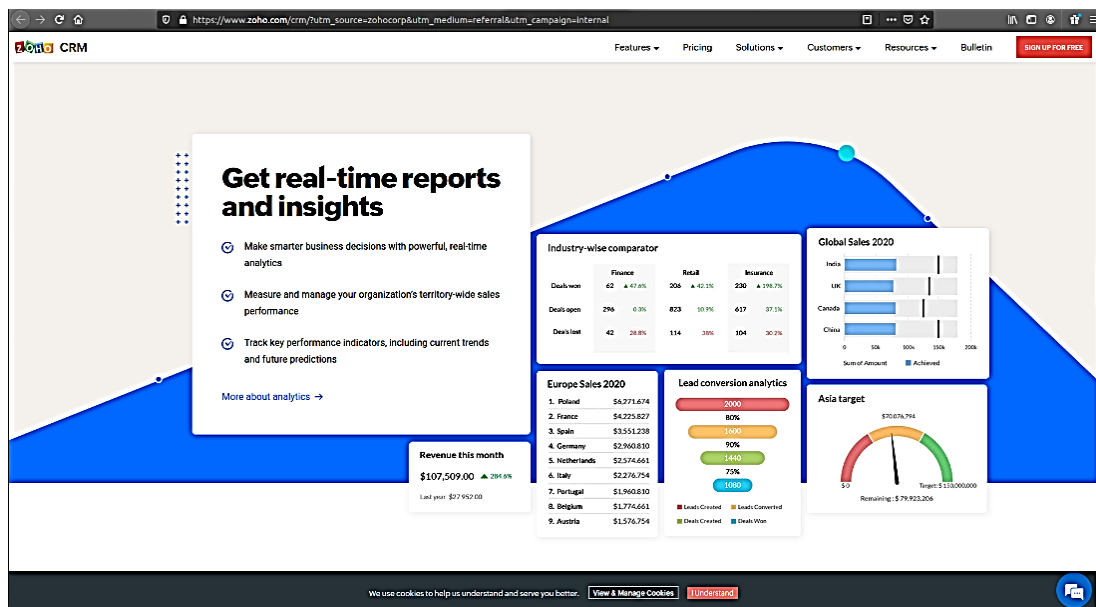 https://www.zoho.com/crm/?utm_source=zohocorp&utm_medium=referral&utm_campaign=internal
ZOHO CRM
Features Pricing Solutions Customers Resources Bulletin SIGN UP FOR FREE
Get real-time reports
and insights
Make smarter business decisions with powerful, real-time
analytics
Measure and manage your organization's territory-wide sales
performance
Track key performance indicators, including current trends
and future predictions
More about analytics →
Revenue this month
$107,509.00 ▲ 284.6%
Last year: $27,952.00
Industry-wise comparator
Finance Retail Insurance
Deals won 62 ▲ 47.6% 206 ▲ 42.1% 230 ▲ 198.7%
Deals open 296 0.3% 823 10.9% 617 37.1%
Deals lost 42 28.8% 114 38% 104 30.2%
Global Sales 2020
India
UK
Canada
China
0 50k 100k 150k 200k
Sum of Amount Achieved
Europe Sales 2020
1. Poland $6,271.674
2. France $4,225.827
3. Spain $3,551.238
4. Germany $2,960.810
5. Netherlands $2,574.661
6. Italy $2,276.754
7. Portugal $1,960.810
8. Belgium $1,774.661
9. Austria $1,576.754
Lead conversion analytics
2000
80%
1600
90%
1440
75%
1080
Leads Created Leads Converted
Deals Created Deals Won
Asia target
$70,076,794
$0 Target: $150,000,000
Remaining : $79,923,206
We use cookies to help us understand and serve you better. View & Manage Cookies I Understand